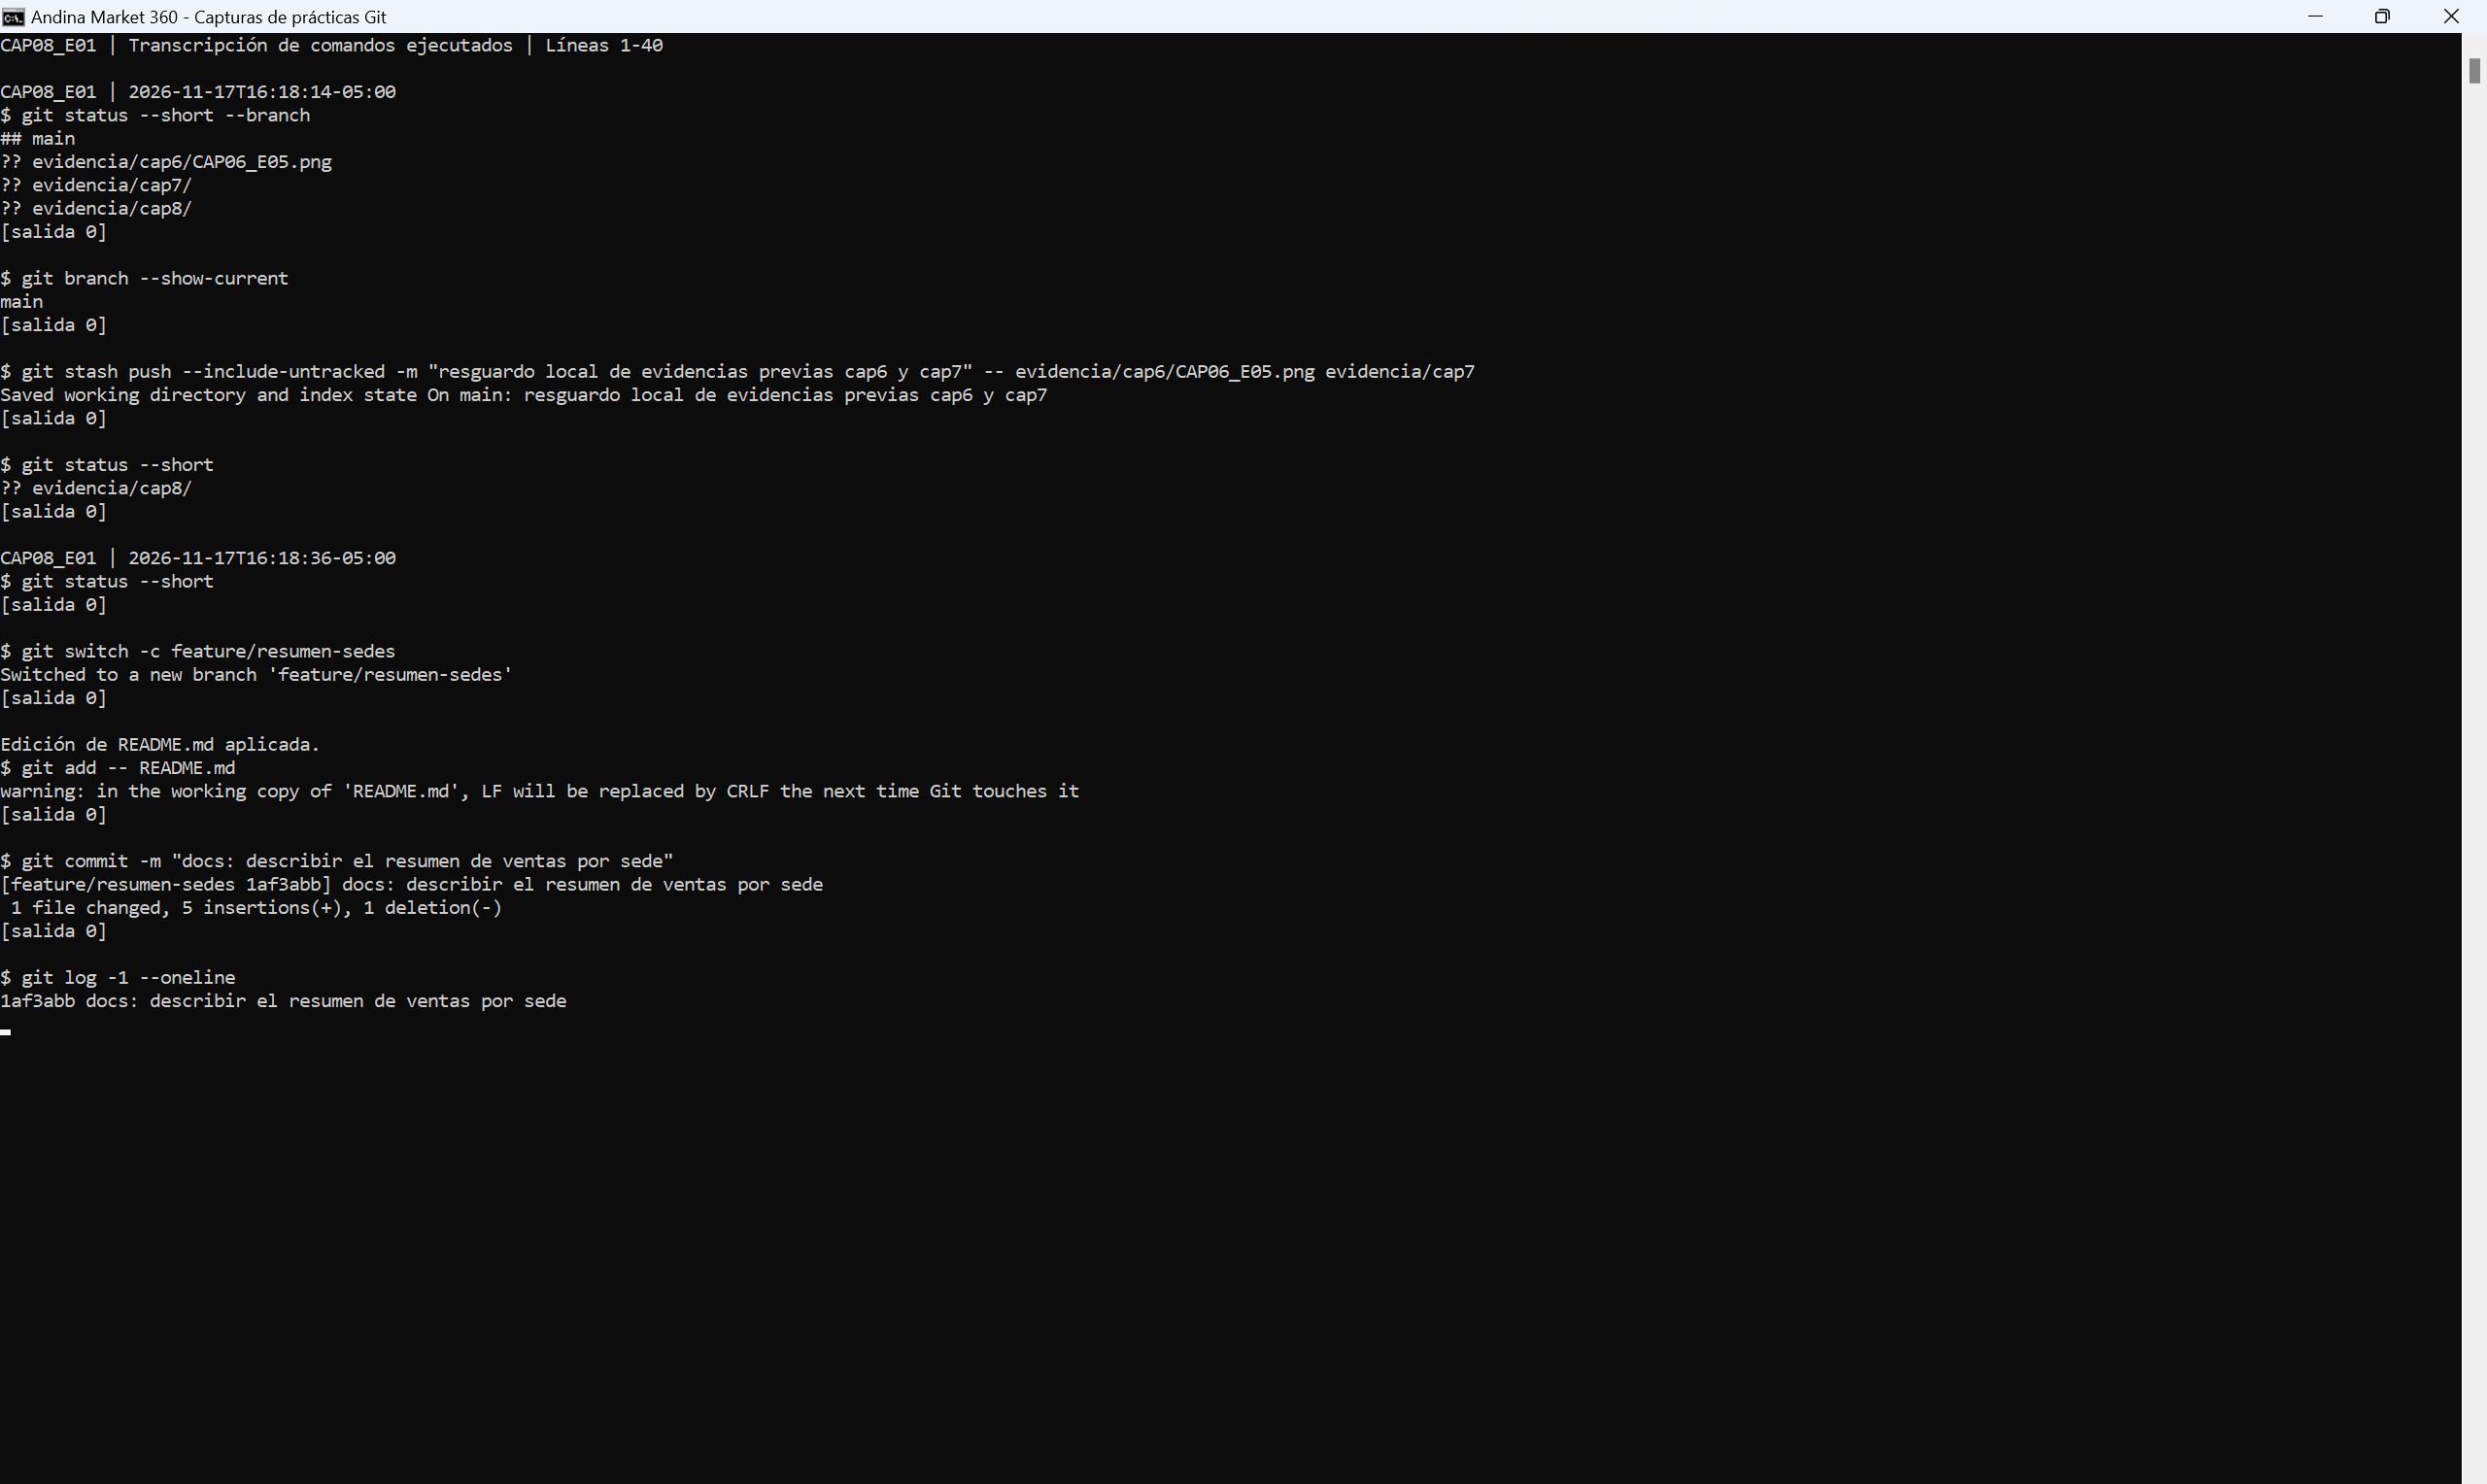 Andina Market 360 - Capturas de prácticas Git
CAP08_E01 | Transcripción de comandos ejecutados | Líneas 1-40
CAP08_E01 | 2026-11-17T16:18:14-05:00
$ git status --short --branch
## main
?? evidencia/cap6/CAP06_E05.png
?? evidencia/cap7/
?? evidencia/cap8/
[salida 0]
$ git branch --show-current
main
[salida 0]
$ git stash push --include-untracked -m "resguardo local de evidencias previas cap6 y cap7" -- evidencia/cap6/CAP06_E05.png evidencia/cap7
Saved working directory and index state On main: resguardo local de evidencias previas cap6 y cap7
[salida 0]
$ git status --short
?? evidencia/cap8/
[salida 0]
CAP08_E01 | 2026-11-17T16:18:36-05:00
$ git status --short
[salida 0]
$ git switch -c feature/resumen-sedes
Switched to a new branch 'feature/resumen-sedes'
[salida 0]
Edición de README.md aplicada.
$ git add -- README.md
warning: in the working copy of 'README.md', LF will be replaced by CRLF the next time Git touches it
[salida 0]
$ git commit -m "docs: describir el resumen de ventas por sede"
[feature/resumen-sedes 1af3abb] docs: describir el resumen de ventas por sede
1 file changed, 5 insertions(+), 1 deletion(-)
[salida 0]
$ git log -1 --oneline
1af3abb docs: describir el resumen de ventas por sede